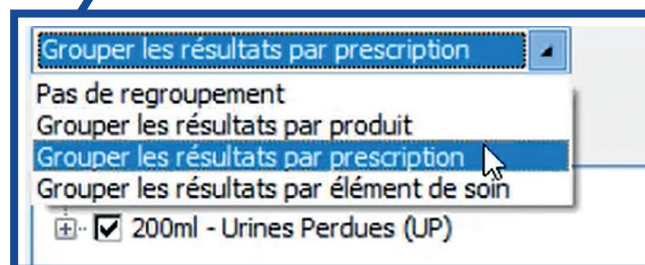 Grouper les résultats par prescription
Pas de regroupement
Grouper les résultats par produit
Grouper les résultats par prescription
Grouper les résultats par élément de soin
200ml - Urines Perdues (UP)